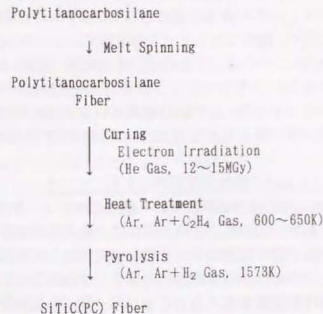 Polytitanocarbosilane
↓ Melt Spinning
Polytitanocarbosilane
Fiber
Curing
Electron Irradiation
(He Gas, 12~15MGy)
Heat Treatment
(Ar, Ar+C₂H₄ Gas, 600~650K)
Pyrolysis
(Ar, Ar+H₂ Gas, 1573K)
SiTiC(PC) Fiber